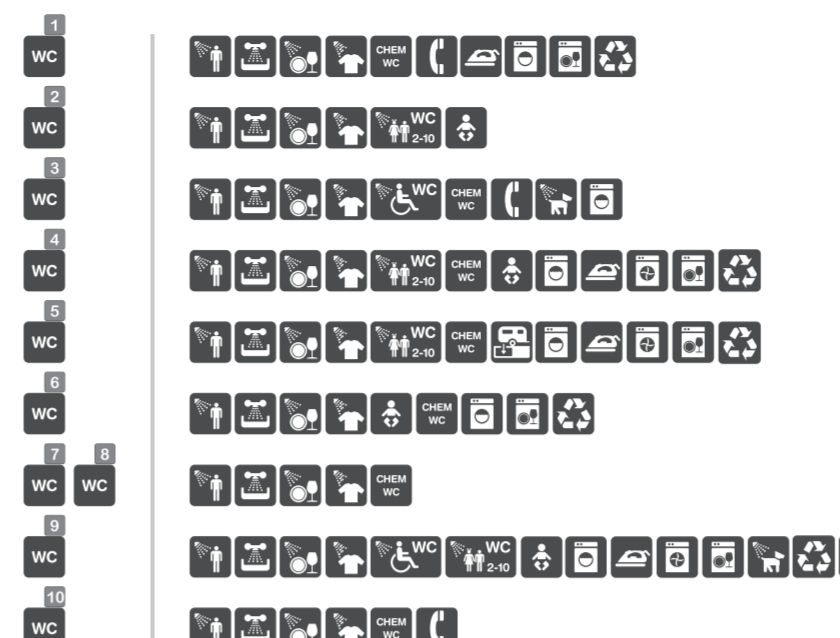 1
WC CHEM WC
2
WC WC 2-10
3
WC WC CHEM WC
4
WC WC 2-10 CHEM WC
5
WC WC 2-10 CHEM WC
6
WC CHEM WC
7 8
WC WC CHEM WC
9
WC WC WC 2-10
10
WC CHEM WC